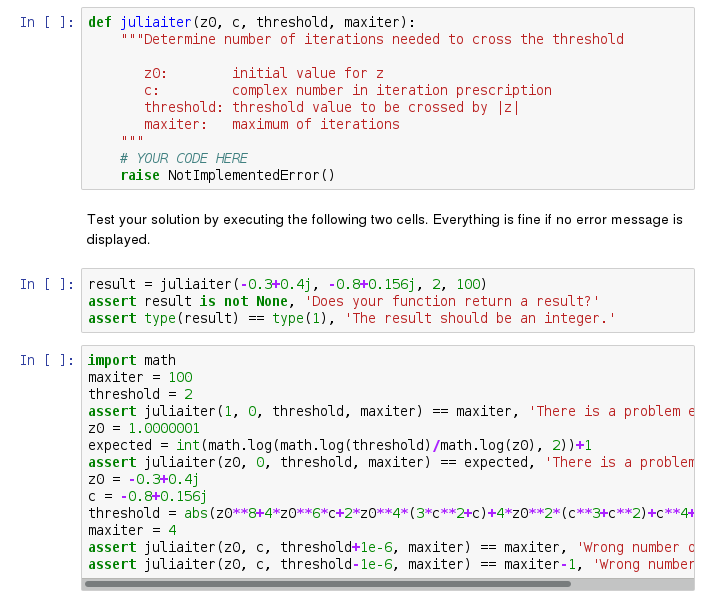 In [ ]: def juliaiter(z0, c, threshold, maxiter):
"""Determine number of iterations needed to cross the threshold
z0: initial value for z
c: complex number in iteration prescription
threshold: threshold value to be crossed by |z|
maxiter: maximum of iterations
"""
# YOUR CODE HERE
raise NotImplementedError()
Test your solution by executing the following two cells. Everything is fine if no error message is
displayed.
In [ ]: result = juliaiter(-0.3+0.4j, -0.8+0.156j, 2, 100)
assert result is not None, 'Does your function return a result?'
assert type(result) == type(1), 'The result should be an integer.'
In [ ]: import math
maxiter = 100
threshold = 2
assert juliaiter(1, 0, threshold, maxiter) == maxiter, 'There is a problem e
z0 = 1.0000001
expected = int(math.log(math.log(threshold)/math.log(z0), 2))+1
assert juliaiter(z0, 0, threshold, maxiter) == expected, 'There is a problem
z0 = -0.3+0.4j
c = -0.8+0.156j
threshold = abs(z0**8+4*z0**6*c+2*z0**4*(3*c**2+c)+4*z0**2*(c**3+c**2)+c**4+
maxiter = 4
assert juliaiter(z0, c, threshold+1e-6, maxiter) == maxiter, 'Wrong number o
assert juliaiter(z0, c, threshold-1e-6, maxiter) == maxiter-1, 'Wrong number